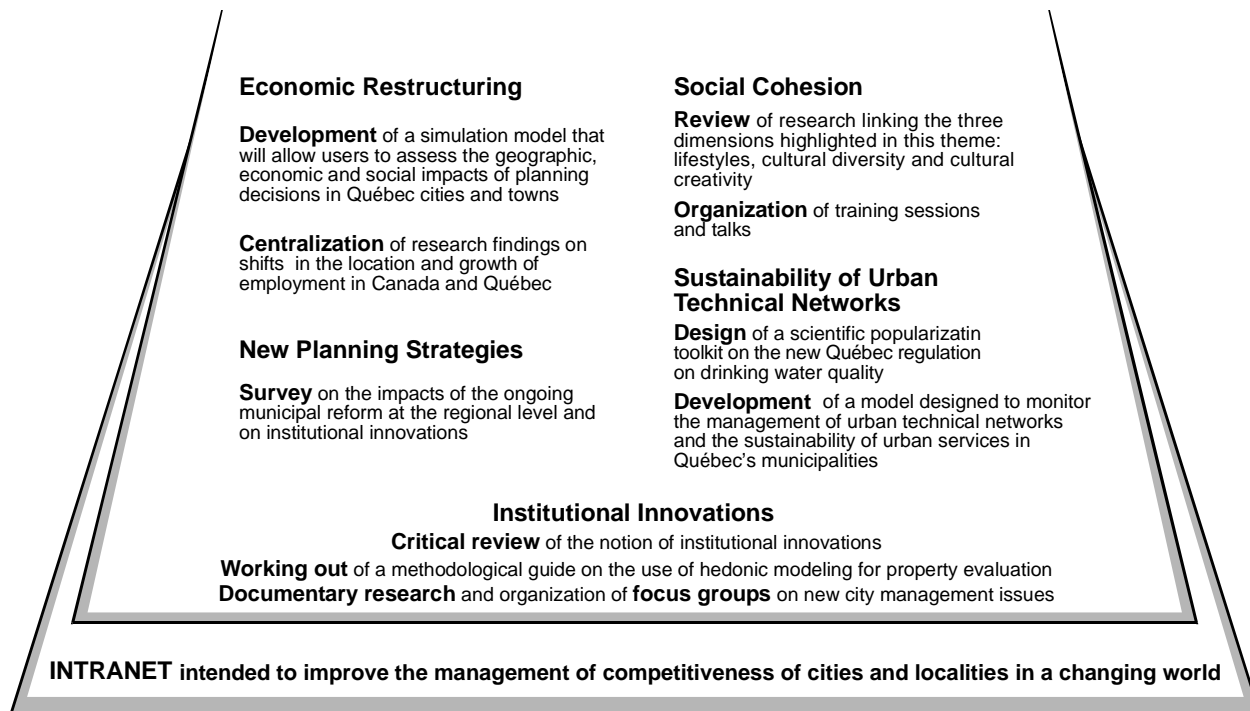 Economic Restructuring
Development of a simulation model that
will allow users to assess the geographic,
economic and social impacts of planning
decisions in Québec cities and towns
Centralization of research findings on
shifts in the location and growth of
employment in Canada and Québec
New Planning Strategies
Survey on the impacts of the ongoing
municipal reform at the regional level and
on institutional innovations
Social Cohesion
Review of research linking the three
dimensions highlighted in this theme:
lifestyles, cultural diversity and cultural
creativity
Organization of training sessions
and talks
Sustainability of Urban
Technical Networks
Design of a scientific popularizatin
toolkit on the new Québec regulation
on drinking water quality
Development of a model designed to monitor
the management of urban technical networks
and the sustainability of urban services in
Québec's municipalities
Institutional Innovations
Critical review of the notion of institutional innovations
Working out of a methodological guide on the use of hedonic modeling for property evaluation
Documentary research and organization of focus groups on new city management issues
INTRANET intended to improve the management of competitiveness of cities and localities in a changing world